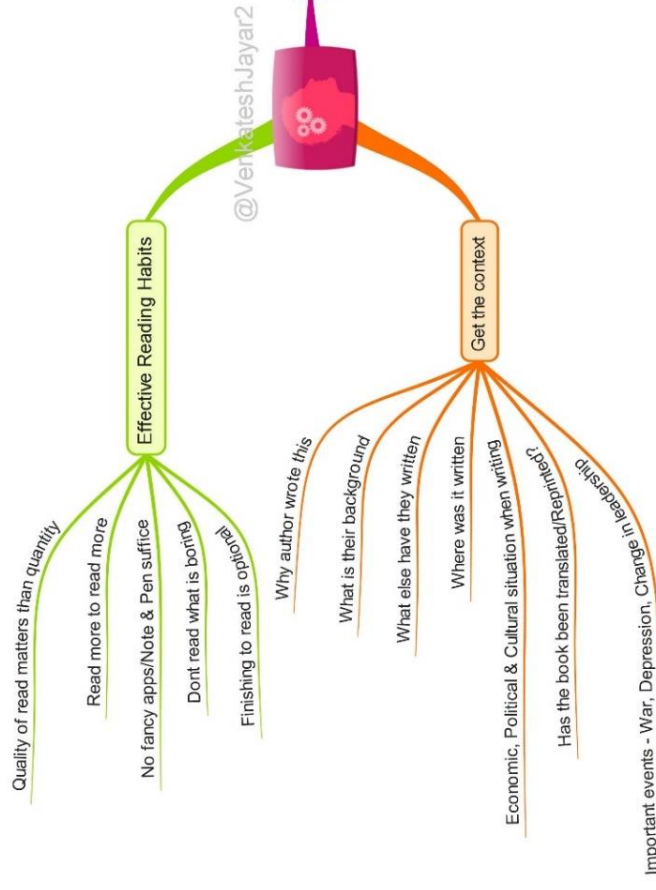 @VenkateshJayar2
Effective Reading Habits
Quality of read matters than quantity
Read more to read more
No fancy apps/Note & Pen suffice
Dont read what is boring
Finishing to read is optional
Get the context
Why author wrote this
What is their background
What else have they written
Where was it written
Economic, Political & Cultural situation when writing
Has the book been translated/Reprinted?
Important events - War, Depression, Change in leadership